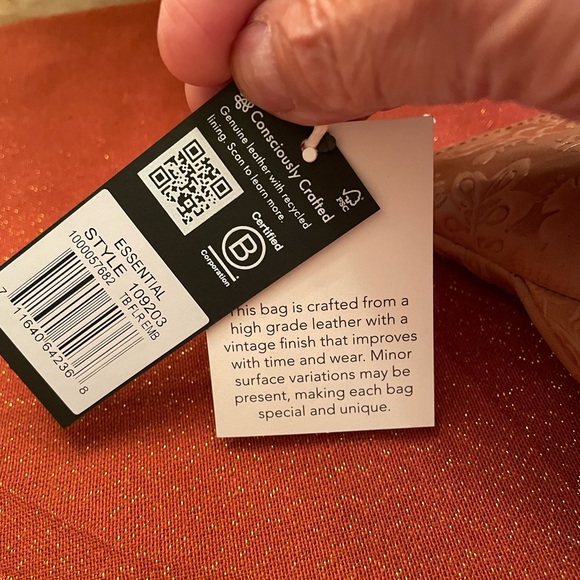 Consciously Crafted
Genuine leather with recycled
lining. Scan to learn more.
FSC
Certified
B
Corporation
ESSENTIAL
STYLE 109203
1000057682 TB FLR EMB
7 11640 64236 8
This bag is crafted from a
high grade leather with a
vintage finish that improves
with time and wear. Minor
surface variations may be
present, making each bag
special and unique.